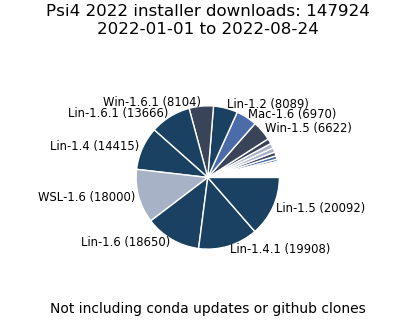 Psi4 2022 installer downloads: 147924
2022-01-01 to 2022-08-24
Win-1.6.1 (8104)
Lin-1.2 (8089)
Lin-1.6.1 (13666)
Mac-1.6 (6970)
Win-1.5 (6622)
Lin-1.4 (14415)
WSL-1.6 (18000)
Lin-1.5 (20092)
Lin-1.6 (18650)
Lin-1.4.1 (19908)
Not including conda updates or github clones